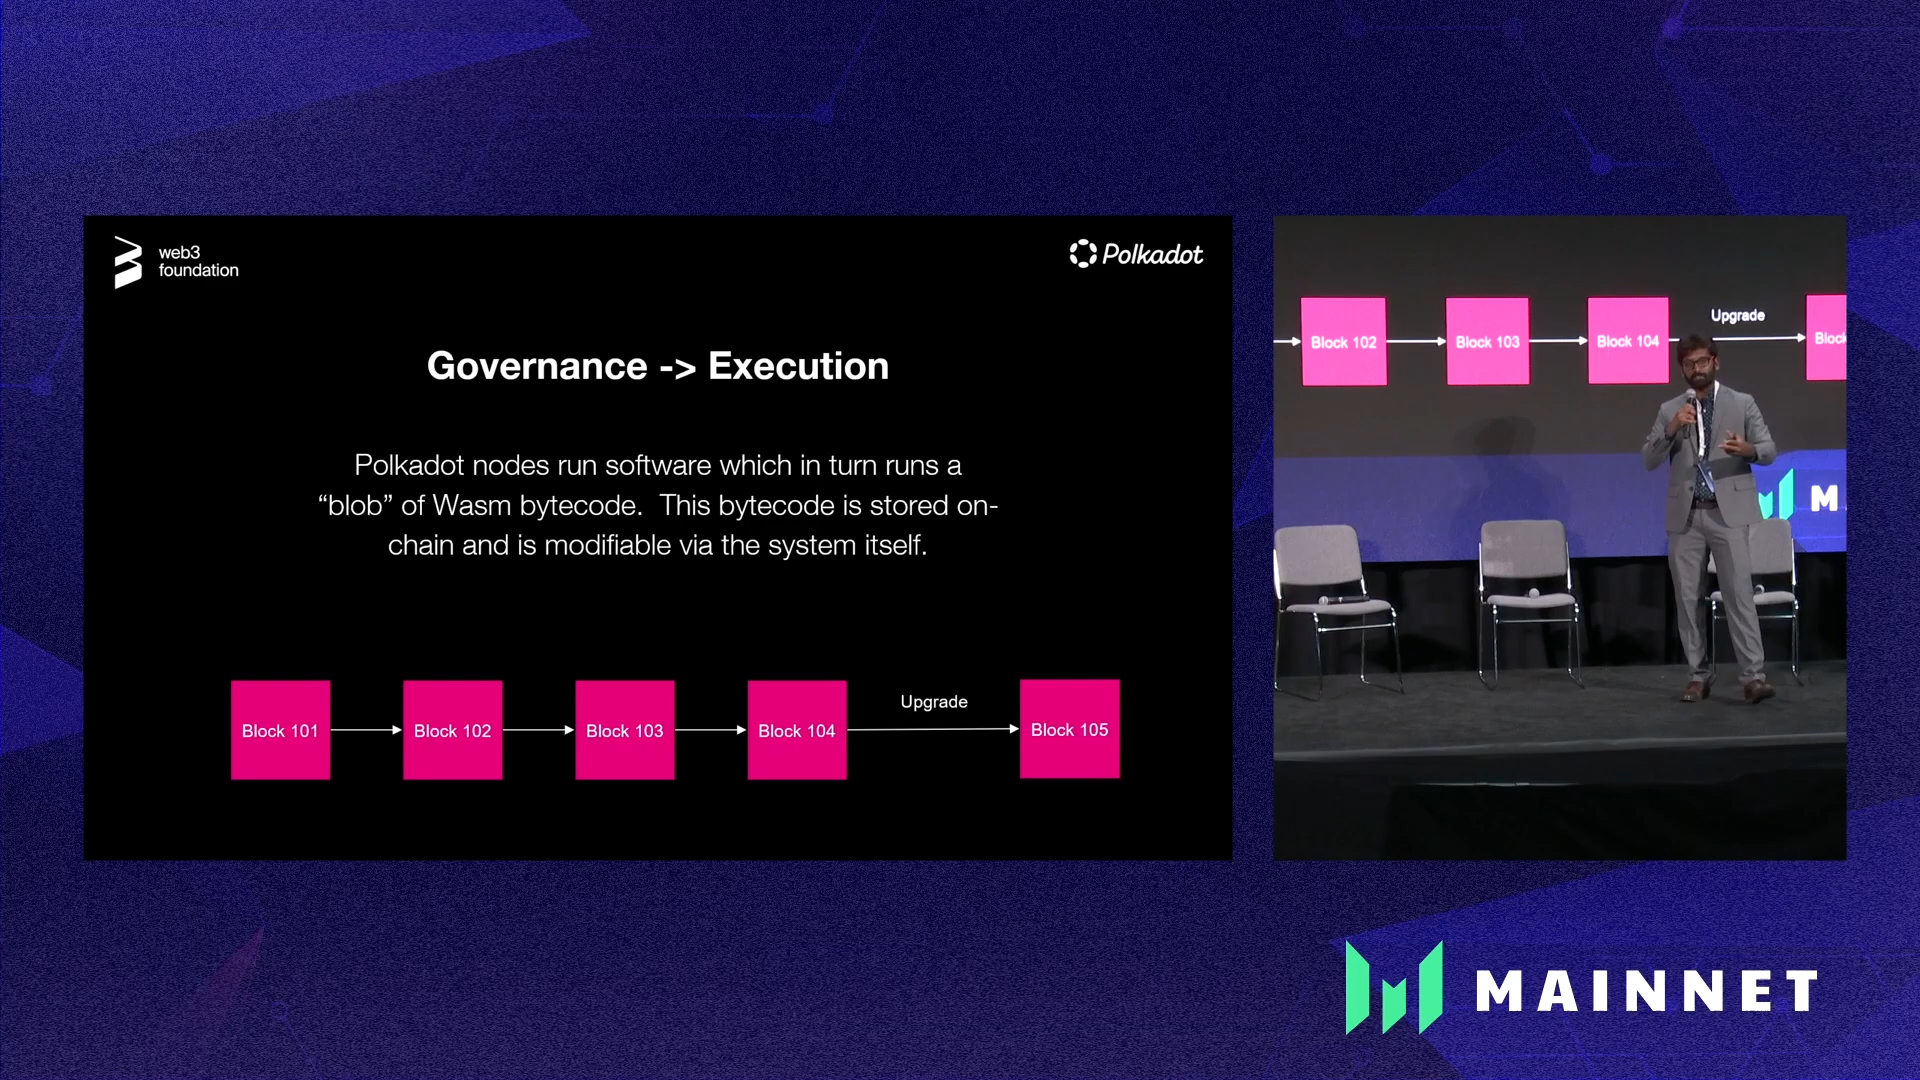 web3
foundation
Polkadot
Governance -> Execution
Polkadot nodes run software which in turn runs a
“blob” of Wasm bytecode.  This bytecode is stored on-
chain and is modifiable via the system itself.
Block 101
Block 102
Block 103
Block 104
Upgrade
Block 105
Block 102
Block 103
Block 104
Upgrade
Bloc
M
MAINNET